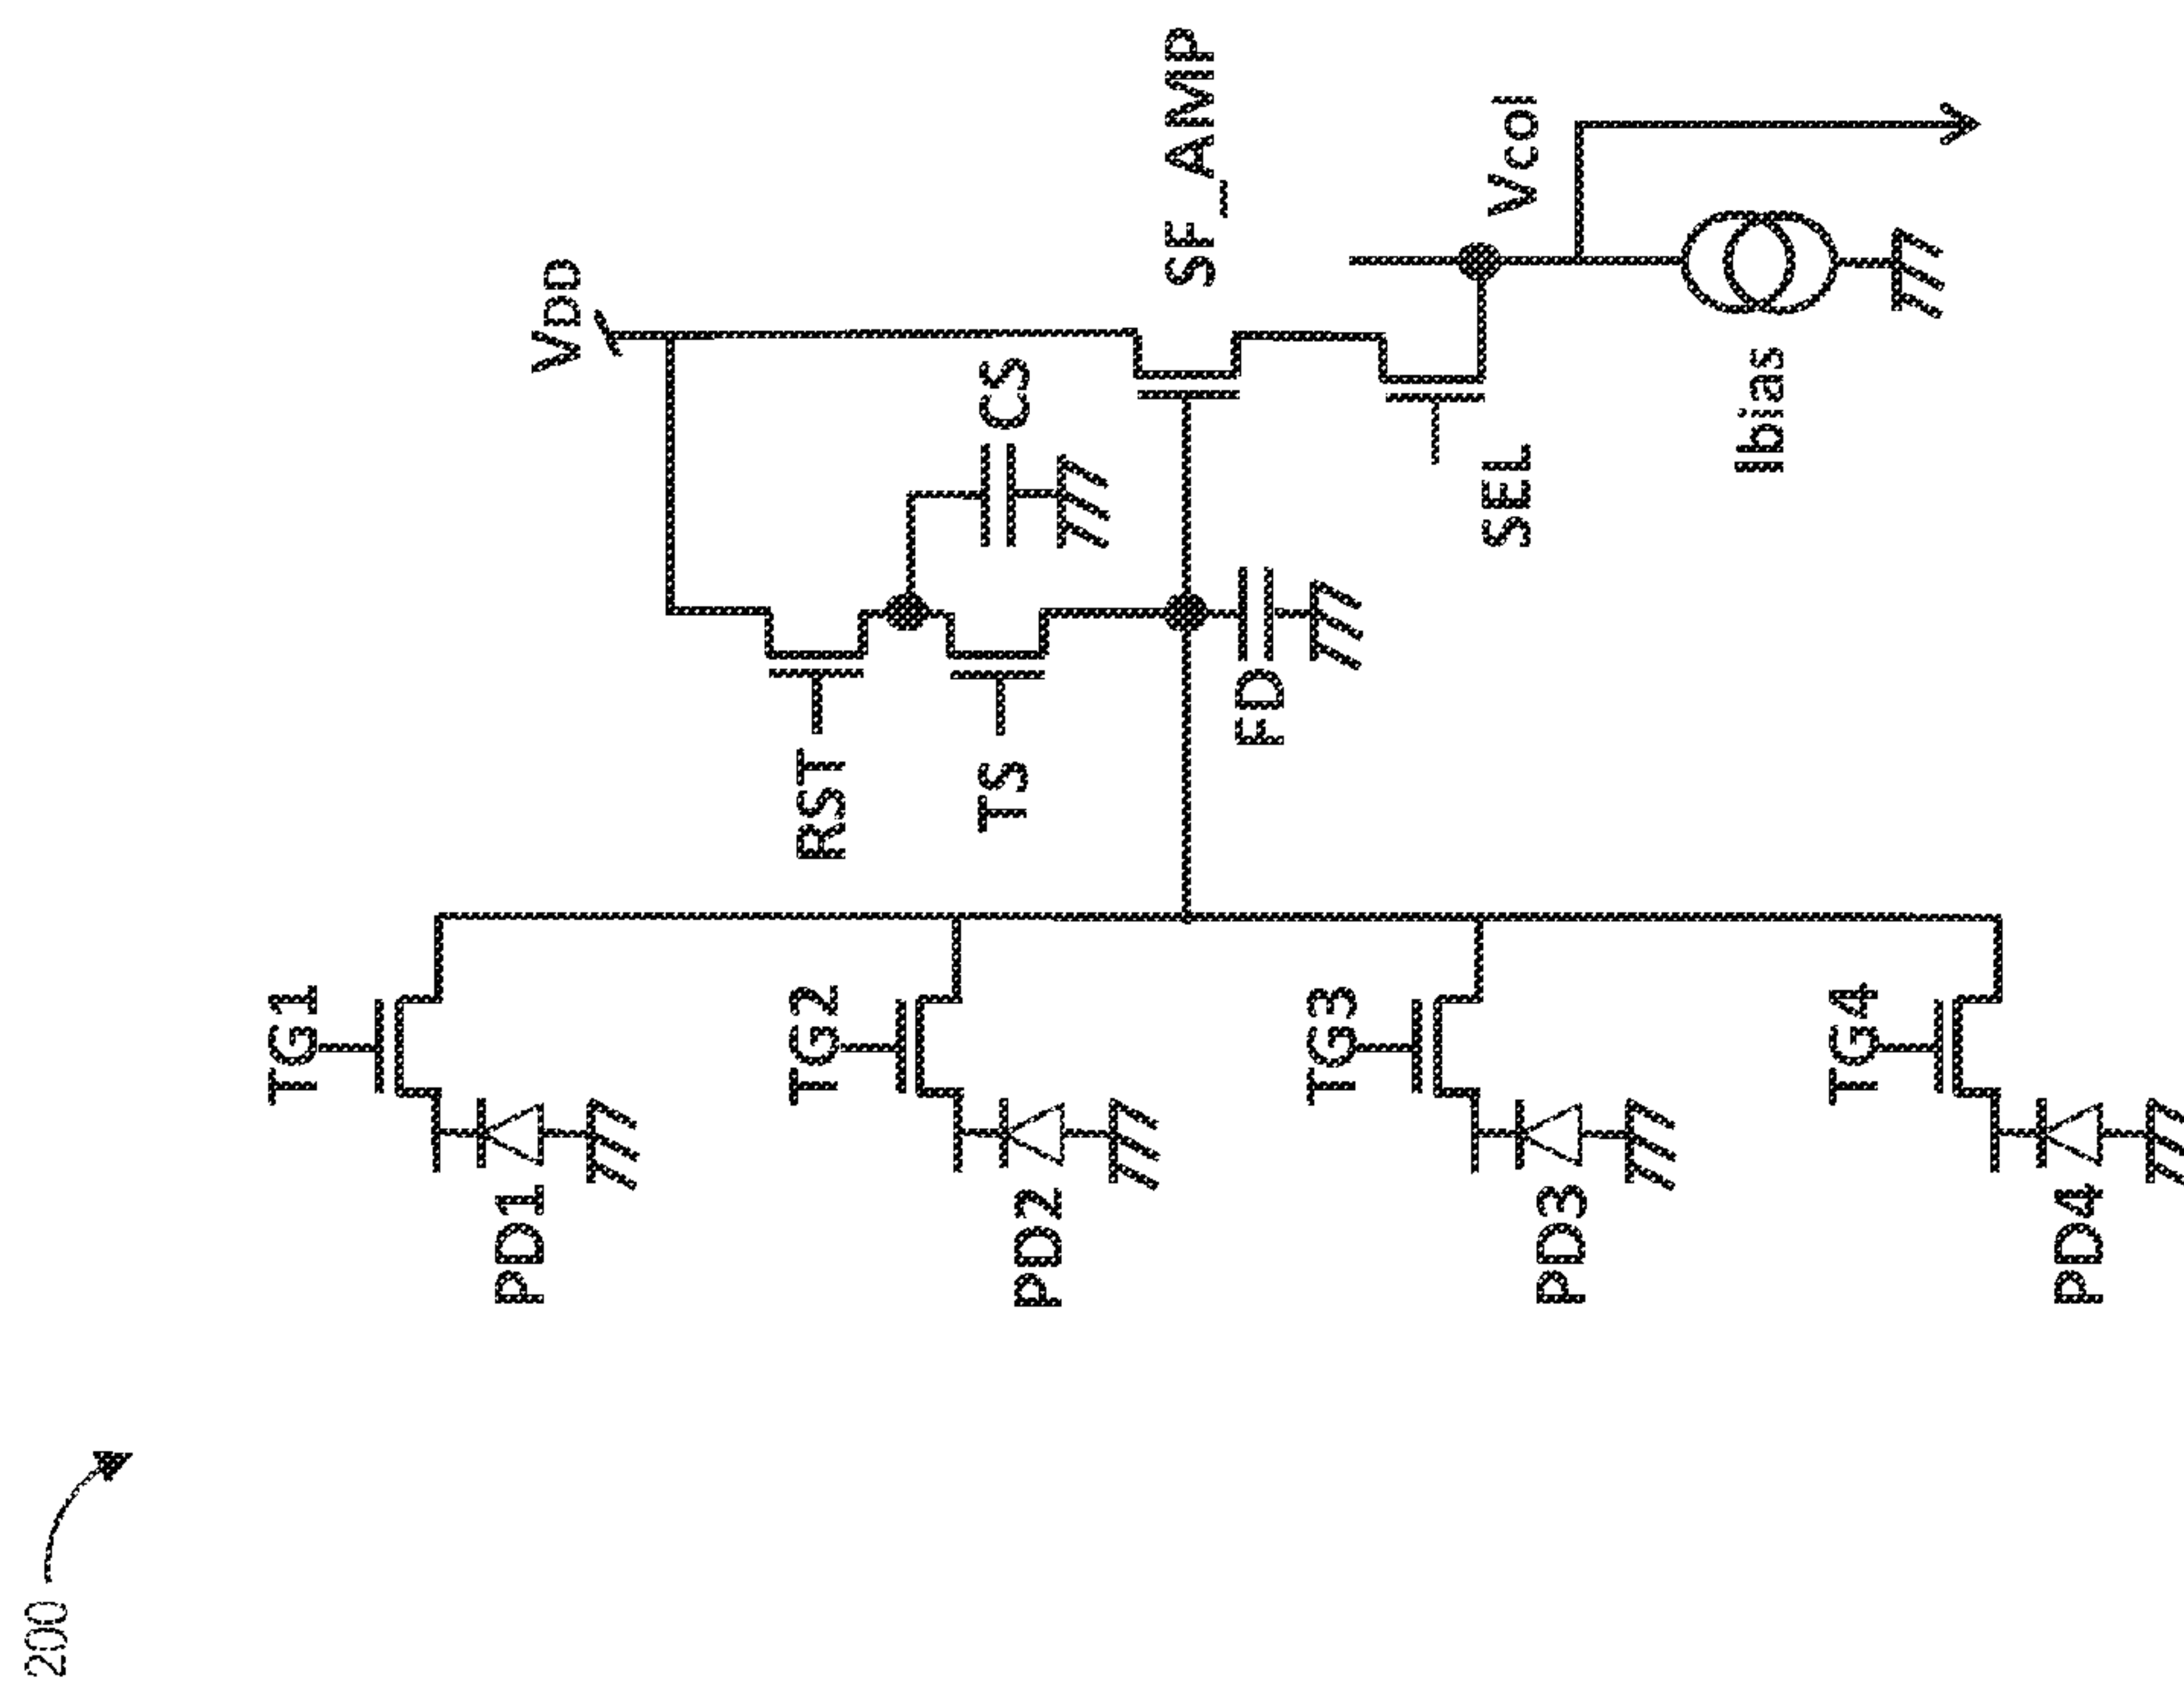 200
TG1
PD1
TG2
PD2
TG3
PD3
TG4
PD4
RST
TS
FD
CS
VDD
SF_AMP
SEL
Vcol
Ibias